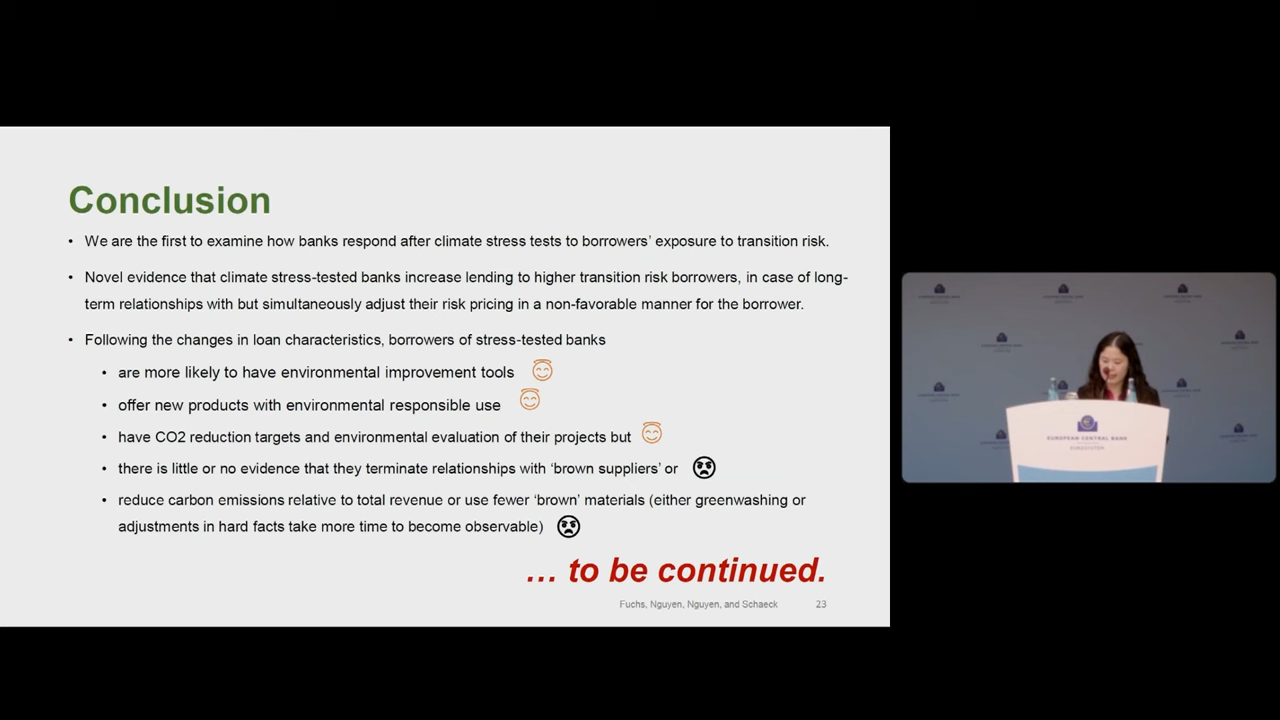 Conclusion
• We are the first to examine how banks respond after climate stress tests to borrowers’ exposure to transition risk.
• Novel evidence that climate stress-tested banks increase lending to higher transition risk borrowers, in case of long-
term relationships with but simultaneously adjust their risk pricing in a non-favorable manner for the borrower.
• Following the changes in loan characteristics, borrowers of stress-tested banks
• are more likely to have environmental improvement tools
• offer new products with environmental responsible use
• have CO2 reduction targets and environmental evaluation of their projects but
• there is little or no evidence that they terminate relationships with ‘brown suppliers’ or
• reduce carbon emissions relative to total revenue or use fewer ‘brown’ materials (either greenwashing or
adjustments in hard facts take more time to become observable)
… to be continued.
Fuchs, Nguyen, Nguyen, and Schaeck 23
EUROPEAN CENTRAL BANK
EUROSYSTEM